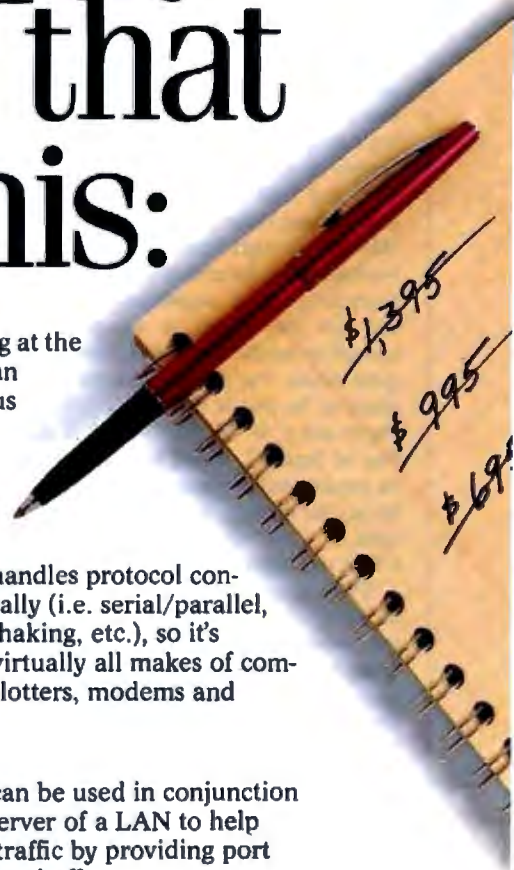 that
his:
g at the
an
us
handles protocol con-
ally (i.e. serial/parallel,
haking, etc.), so it's
virtually all makes of com-
lotters, modems and
can be used in conjunction
erver of a LAN to help
traffic by providing port
$1,395
$995
$695